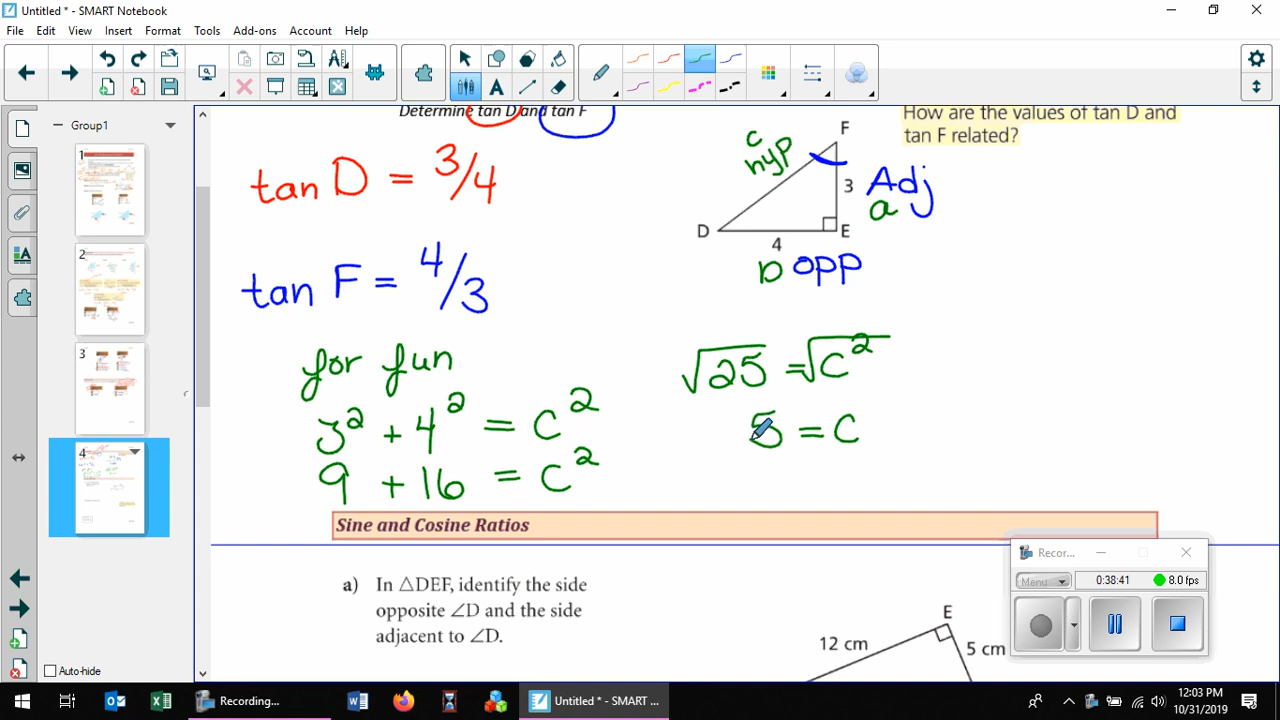 Untitled * - SMART Notebook
File Edit View Insert Format Tools Add-ons Account Help
Group1
1
2
3
4
Auto-hide
Determine tan D and tan F
How are the values of tan D and
tan F related?
tan D = 3/4
tan F = 4/3
c
hyp
F
3
Adj
a
D
E
4
b opp
for fun
3² + 4² = c²
9 + 16 = c²
√25 = √c²
5 = c
Sine and Cosine Ratios
a) In △DEF, identify the side
opposite ∠D and the side
adjacent to ∠D.
E
12 cm
5 cm
Recor...
Menu
0:38:41
8.0 fps
Recording...
Untitled * - SMART ...
12:03 PM
10/31/2019